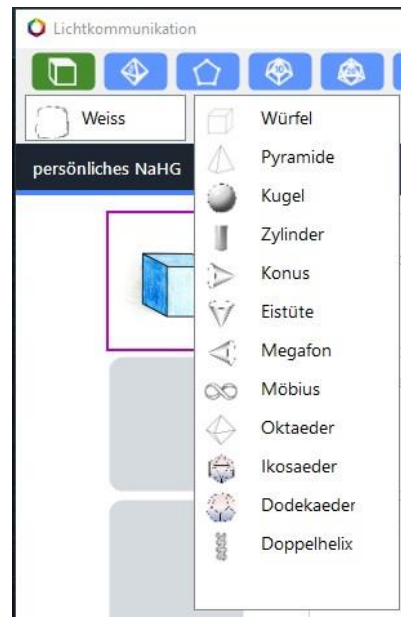 Lichtkommunikation
Weiss
persönliches NaHG
Würfel
Pyramide
Kugel
Zylinder
Konus
Eistüte
Megafon
Möbius
Oktaeder
Ikosaeder
Dodekaeder
Doppelhelix